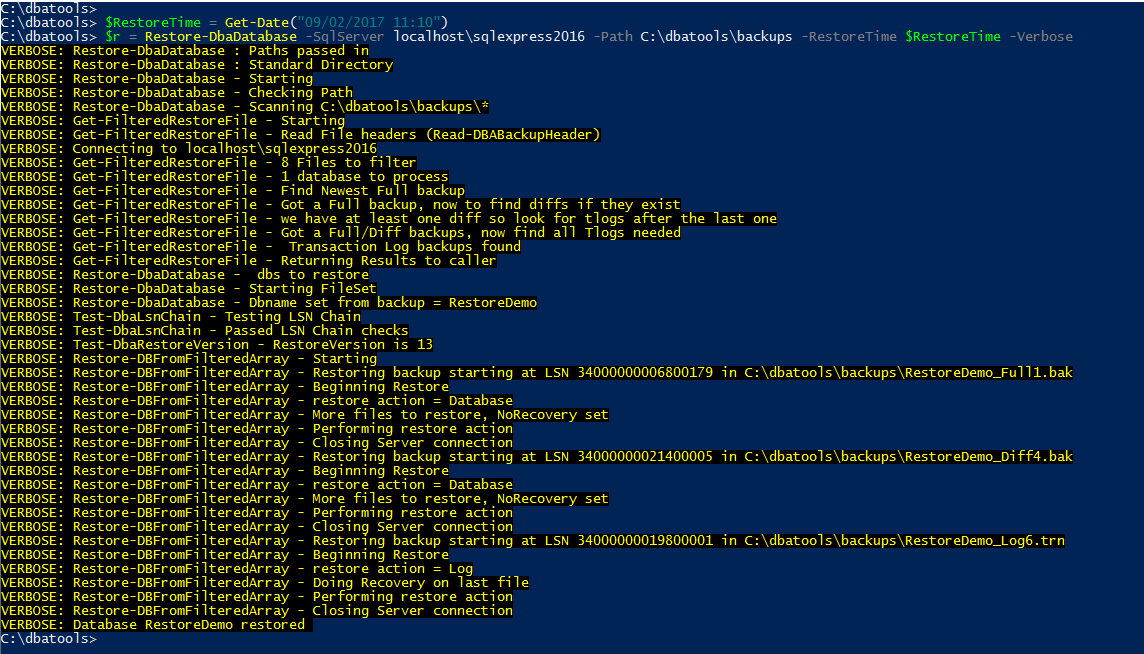 C:\dbatools>
C:\dbatools> $RestoreTime = Get-Date("09/02/2017 11:10")
C:\dbatools> $r = Restore-DbaDatabase -SqlServer localhost\sqlexpress2016 -Path C:\dbatools\backups -RestoreTime $RestoreTime -Verbose
VERBOSE: Restore-DbaDatabase : Paths passed in
VERBOSE: Restore-DbaDatabase : Standard Directory
VERBOSE: Restore-DbaDatabase - Starting
VERBOSE: Restore-DbaDatabase - Checking Path
VERBOSE: Restore-DbaDatabase - Scanning C:\dbatools\backups\*
VERBOSE: Get-FilteredRestoreFile - Starting
VERBOSE: Get-FilteredRestoreFile - Read File headers (Read-DBABackupHeader)
VERBOSE: Connecting to localhost\sqlexpress2016
VERBOSE: Get-FilteredRestoreFile - 8 Files to filter
VERBOSE: Get-FilteredRestoreFile - 1 database to process
VERBOSE: Get-FilteredRestoreFile - Find Newest Full backup
VERBOSE: Get-FilteredRestoreFile - Got a Full backup, now to find diffs if they exist
VERBOSE: Get-FilteredRestoreFile - we have at least one diff so look for tlogs after the last one
VERBOSE: Get-FilteredRestoreFile - Got a Full/Diff backups, now find all Tlogs needed
VERBOSE: Get-FilteredRestoreFile -  Transaction Log backups found
VERBOSE: Get-FilteredRestoreFile - Returning Results to caller
VERBOSE: Restore-DbaDatabase -  dbs to restore
VERBOSE: Restore-DbaDatabase - Starting FileSet
VERBOSE: Restore-DbaDatabase - Dbname set from backup = RestoreDemo
VERBOSE: Test-DbaLsnChain - Testing LSN Chain
VERBOSE: Test-DbaLsnChain - Passed LSN Chain checks
VERBOSE: Test-DbaRestoreVersion - RestoreVersion is 13
VERBOSE: Restore-DBFromFilteredArray - Starting
VERBOSE: Restore-DBFromFilteredArray - Restoring backup starting at LSN 34000000006800179 in C:\dbatools\backups\RestoreDemo_Full1.bak
VERBOSE: Restore-DBFromFilteredArray - Beginning Restore
VERBOSE: Restore-DBFromFilteredArray - restore action = Database
VERBOSE: Restore-DBFromFilteredArray - More files to restore, NoRecovery set
VERBOSE: Restore-DBFromFilteredArray - Performing restore action
VERBOSE: Restore-DBFromFilteredArray - Closing Server connection
VERBOSE: Restore-DBFromFilteredArray - Restoring backup starting at LSN 34000000021400005 in C:\dbatools\backups\RestoreDemo_Diff4.bak
VERBOSE: Restore-DBFromFilteredArray - Beginning Restore
VERBOSE: Restore-DBFromFilteredArray - restore action = Database
VERBOSE: Restore-DBFromFilteredArray - More files to restore, NoRecovery set
VERBOSE: Restore-DBFromFilteredArray - Performing restore action
VERBOSE: Restore-DBFromFilteredArray - Closing Server connection
VERBOSE: Restore-DBFromFilteredArray - Restoring backup starting at LSN 34000000019800001 in C:\dbatools\backups\RestoreDemo_Log6.trn
VERBOSE: Restore-DBFromFilteredArray - Beginning Restore
VERBOSE: Restore-DBFromFilteredArray - restore action = Log
VERBOSE: Restore-DBFromFilteredArray - Doing Recovery on last file
VERBOSE: Restore-DBFromFilteredArray - Performing restore action
VERBOSE: Restore-DBFromFilteredArray - Closing Server connection
VERBOSE: Database RestoreDemo restored
C:\dbatools>